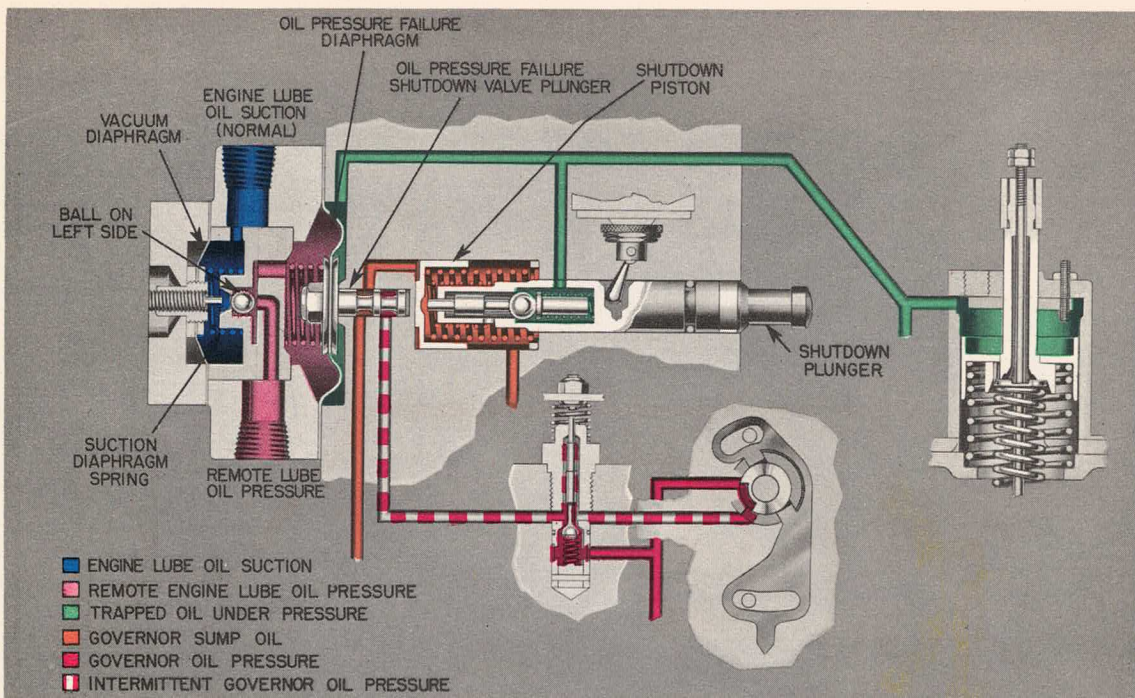 OIL PRESSURE FAILURE
DIAPHRAGM
OIL PRESSURE FAILURE
SHUTDOWN VALVE PLUNGER
SHUTDOWN
PISTON
ENGINE LUBE
OIL SUCTION
(NORMAL)
VACUUM
DIAPHRAGM
BALL ON
LEFT SIDE
SHUTDOWN
PLUNGER
SUCTION
DIAPHRAGM
SPRING
REMOTE LUBE
OIL PRESSURE
ENGINE LUBE OIL SUCTION
REMOTE ENGINE LUBE OIL PRESSURE
TRAPPED OIL UNDER PRESSURE
GOVERNOR SUMP OIL
GOVERNOR OIL PRESSURE
INTERMITTENT GOVERNOR OIL PRESSURE